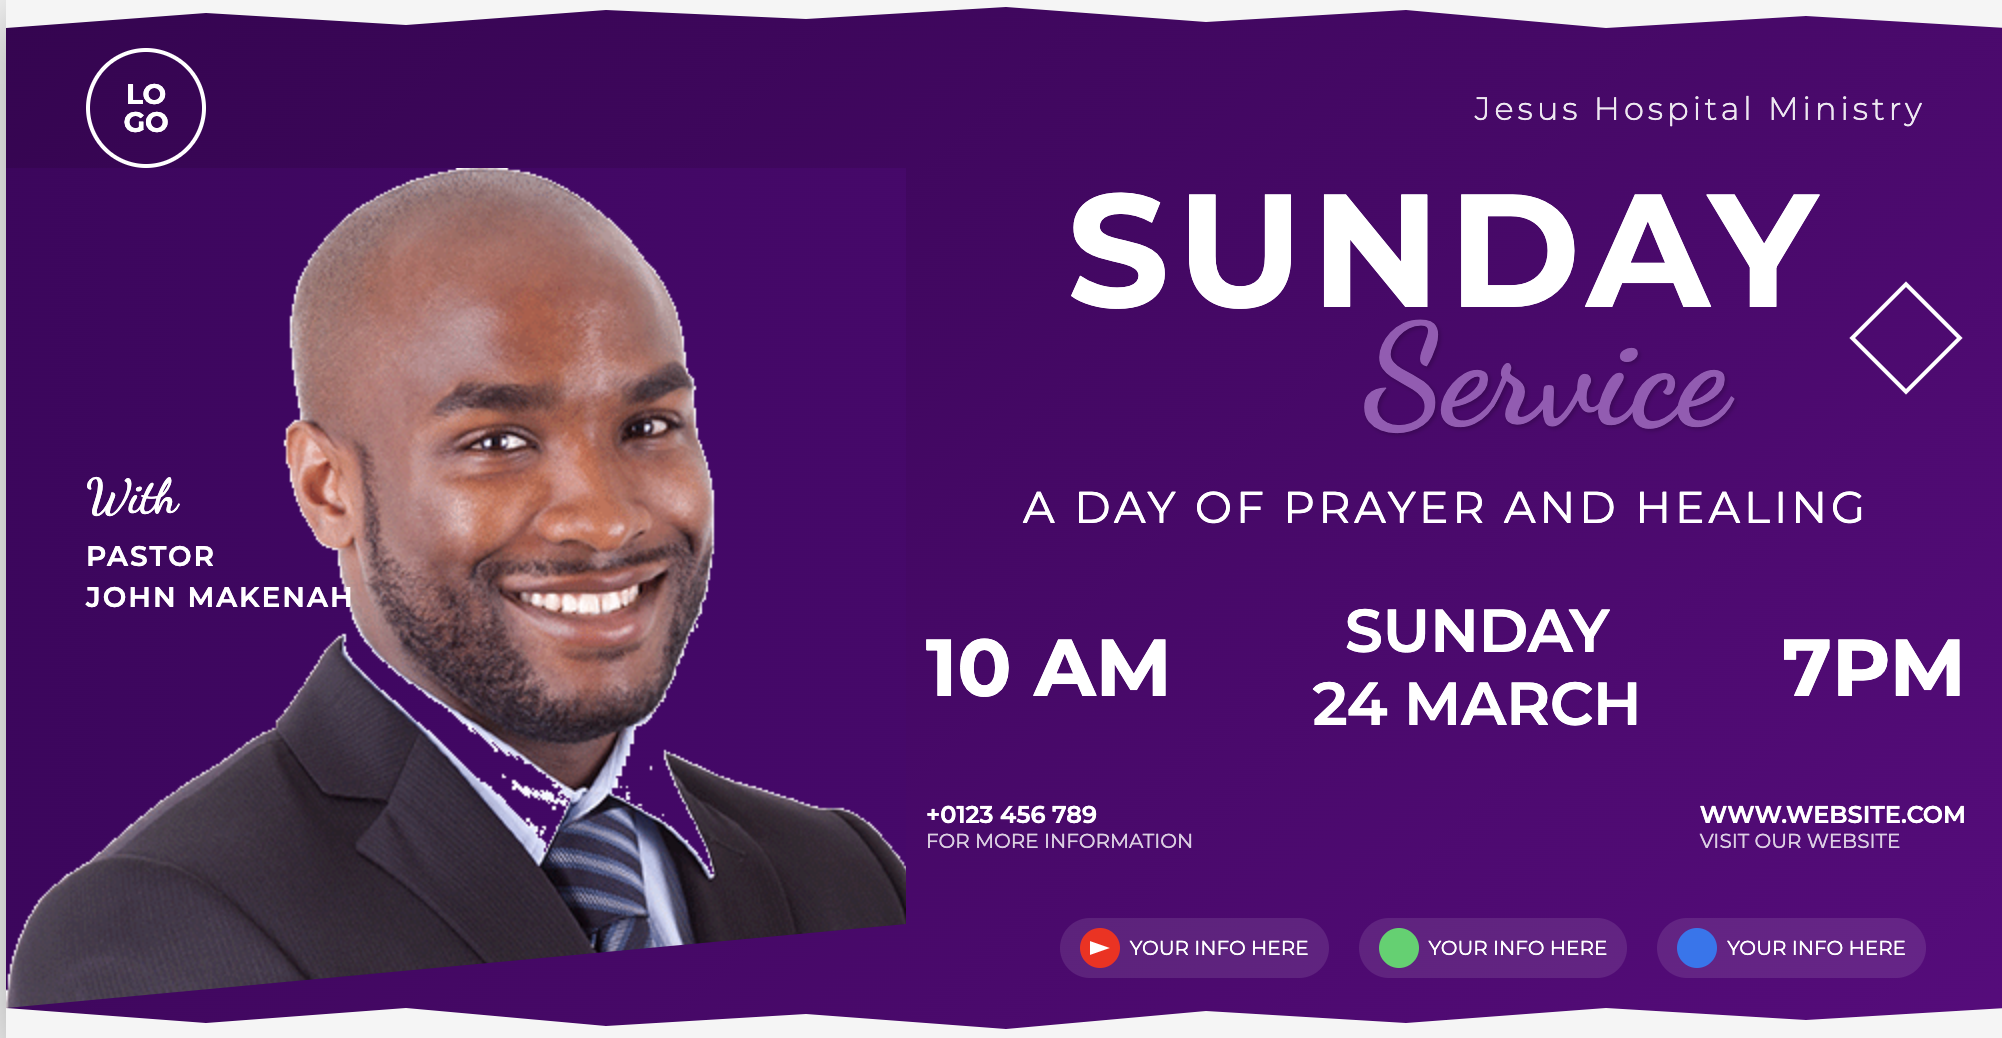 LO
GO
Jesus Hospital Ministry
SUNDAY
Service
A DAY OF PRAYER AND HEALING
With
PASTOR
JOHN MAKENAH
10 AM
SUNDAY
24 MARCH
7PM
+0123 456 789
FOR MORE INFORMATION
WWW.WEBSITE.COM
VISIT OUR WEBSITE
YOUR INFO HERE
YOUR INFO HERE
YOUR INFO HERE